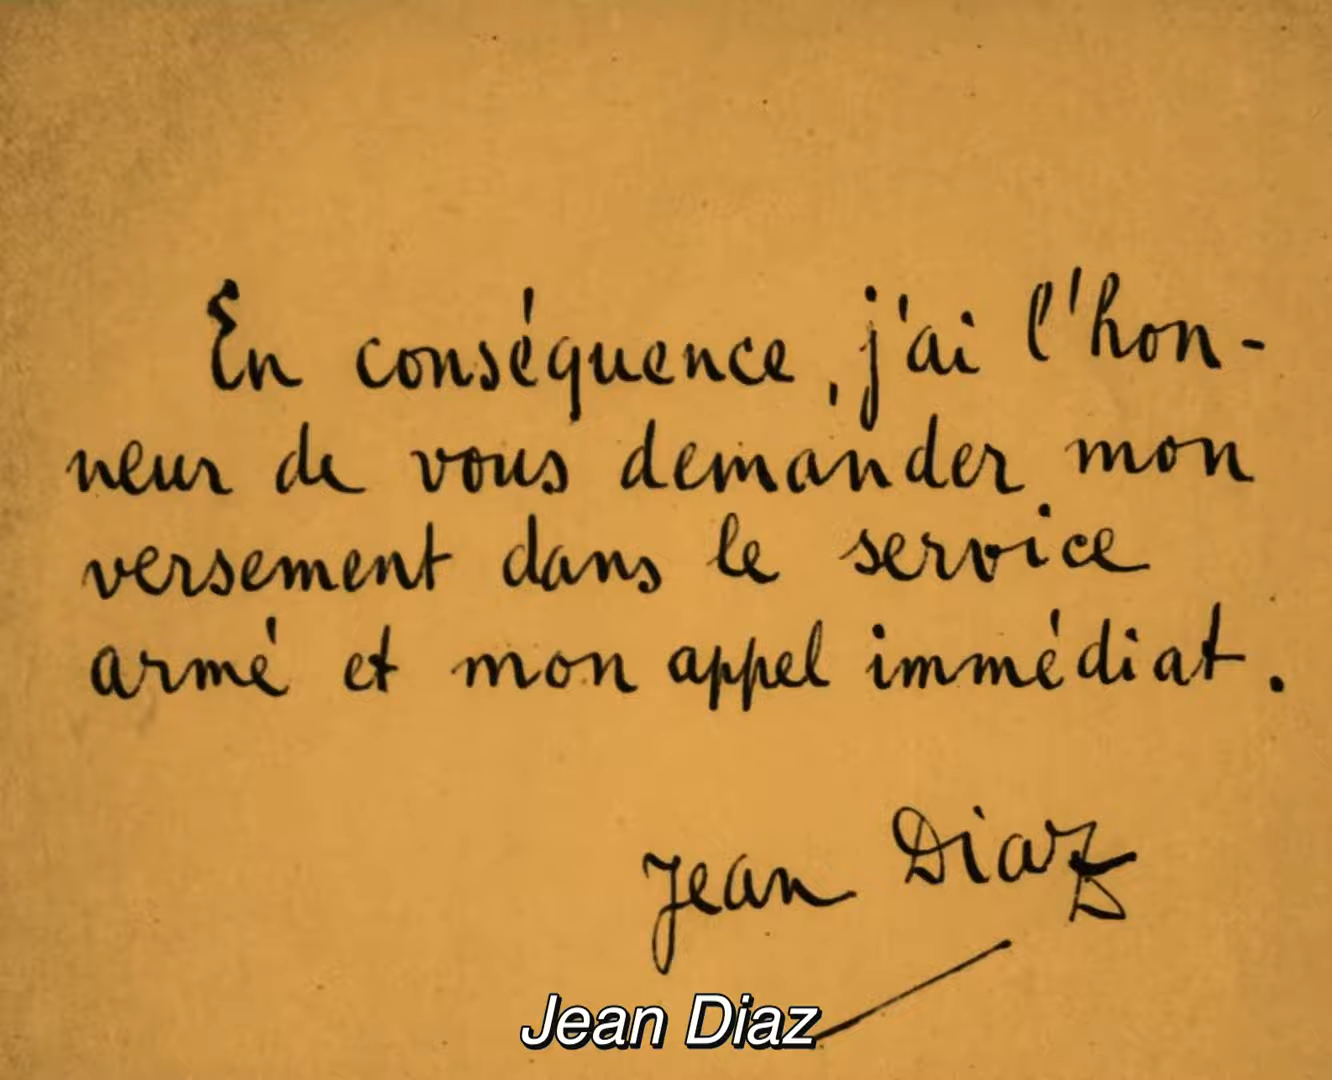 En conséquence, j'ai l'hon-
neur de vous demander mon
versement dans le service
armé et mon appel immédiat.
Jean Diaz
Jean Diaz